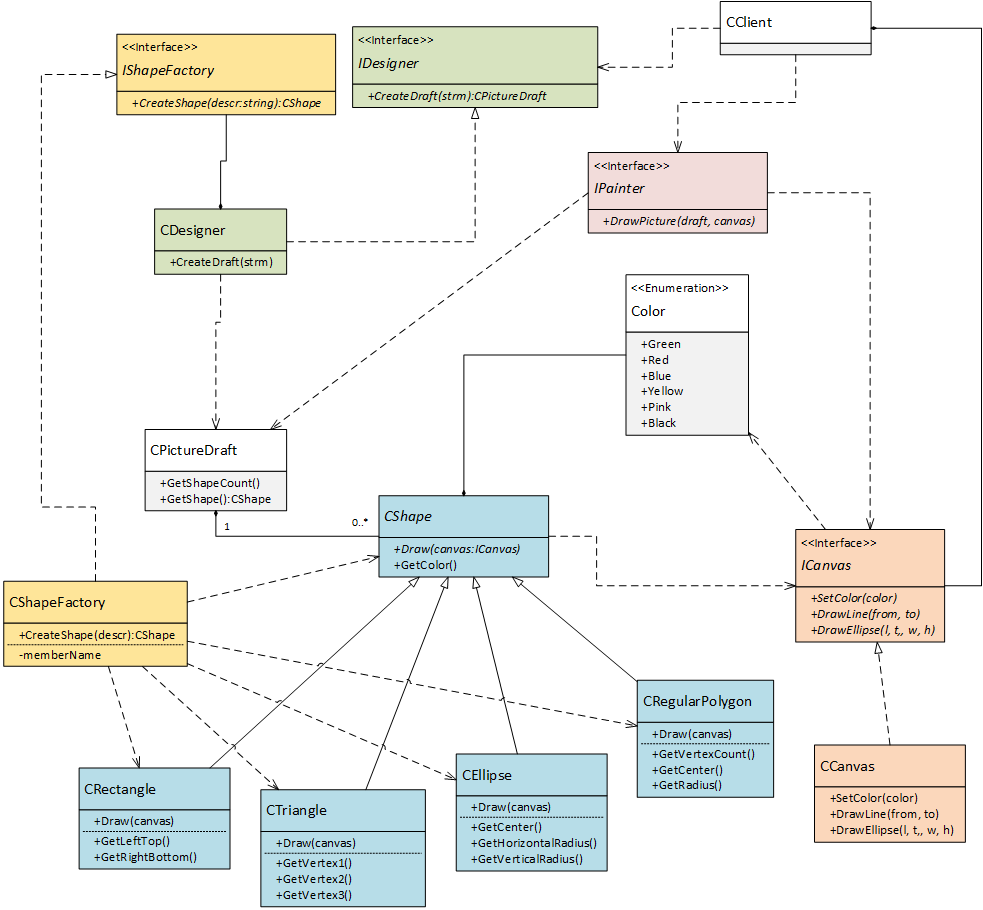 CClient
<<Interface>>
IShapeFactory
+CreateShape(descr:string):CShape
<<Interface>>
IDesigner
+CreateDraft(strm):CPictureDraft
<<Interface>>
IPainter
+DrawPicture(draft, canvas)
CDesigner
+CreateDraft(strm)
<<Enumeration>>
Color
+Green
+Red
+Blue
+Yellow
+Pink
+Black
CPictureDraft
+GetShapeCount()
+GetShape():CShape
1
0..*
CShape
+Draw(canvas:ICanvas)
+GetColor()
<<Interface>>
ICanvas
+SetColor(color)
+DrawLine(from, to)
+DrawEllipse(l, t,, w, h)
CShapeFactory
+CreateShape(descr):CShape
-memberName
CRegularPolygon
+Draw(canvas)
+GetVertexCount()
+GetCenter()
+GetRadius()
CRectangle
+Draw(canvas)
+GetLeftTop()
+GetRightBottom()
CTriangle
+Draw(canvas)
+GetVertex1()
+GetVertex2()
+GetVertex3()
CEllipse
+Draw(canvas)
+GetCenter()
+GetHorizontalRadius()
+GetVerticalRadius()
CCanvas
+SetColor(color)
+DrawLine(from, to)
+DrawEllipse(l, t,, w, h)